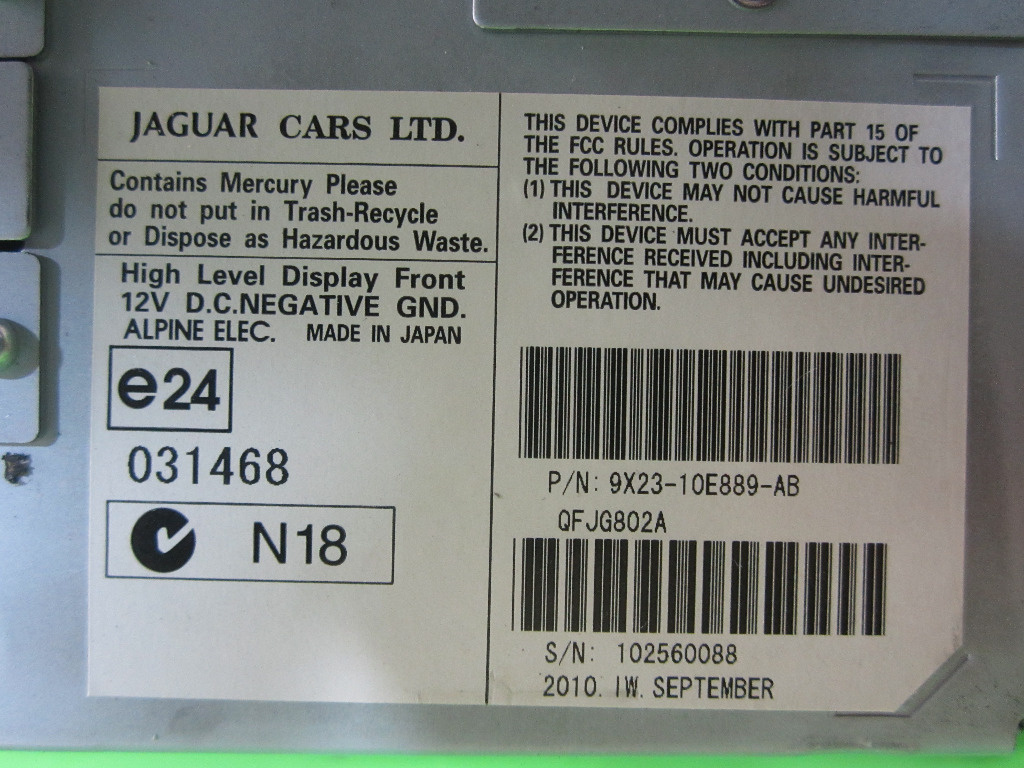 JAGUAR CARS LTD.
Contains Mercury Please
do not put in Trash-Recycle
or Dispose as Hazardous Waste.
High Level Display Front
12V D.C.NEGATIVE GND.
ALPINE ELEC. MADE IN JAPAN
e24
031468
N18
THIS DEVICE COMPLIES WITH PART 15 OF
THE FCC RULES. OPERATION IS SUBJECT TO
THE FOLLOWING TWO CONDITIONS:
(1) THIS DEVICE MAY NOT CAUSE HARMFUL
INTERFERENCE.
(2) THIS DEVICE MUST ACCEPT ANY INTER-
FERENCE RECEIVED INCLUDING INTER-
FERENCE THAT MAY CAUSE UNDESIRED
OPERATION.
P/N: 9X23-10E889-AB
QFJG802A
S/N: 102560088
2010. 1W. SEPTEMBER